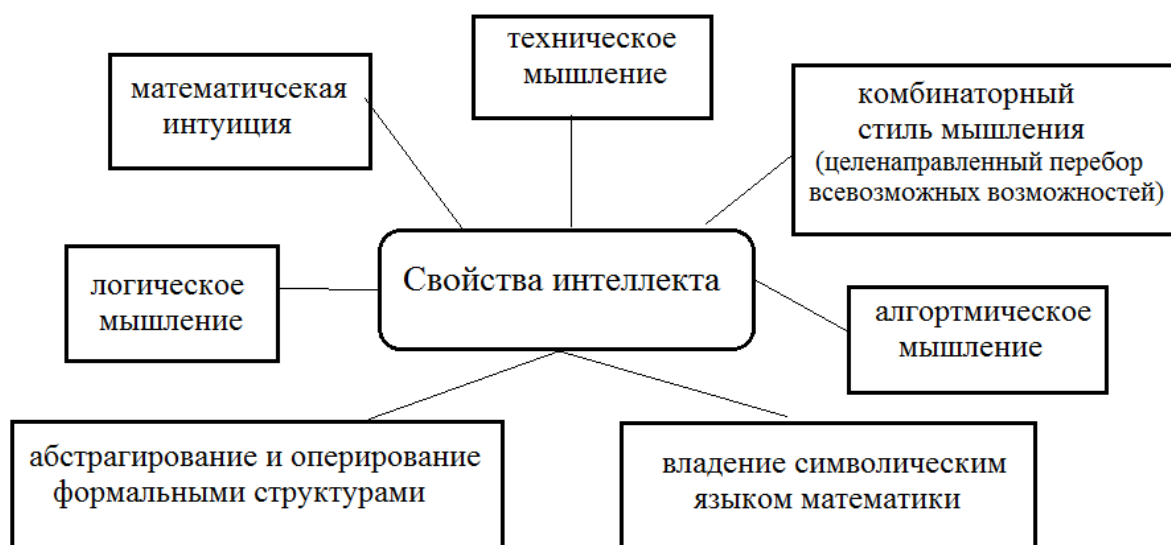 техническое
мышление
математичсекая
интуиция
комбинаторный
стиль мышления
(целенаправленный перебор
всевозможных возможностей)
Свойства интеллекта
логическое
мышление
алгортмическое
мышление
абстрагирование и оперирование
формальными структурами
владение символическим
языком математики